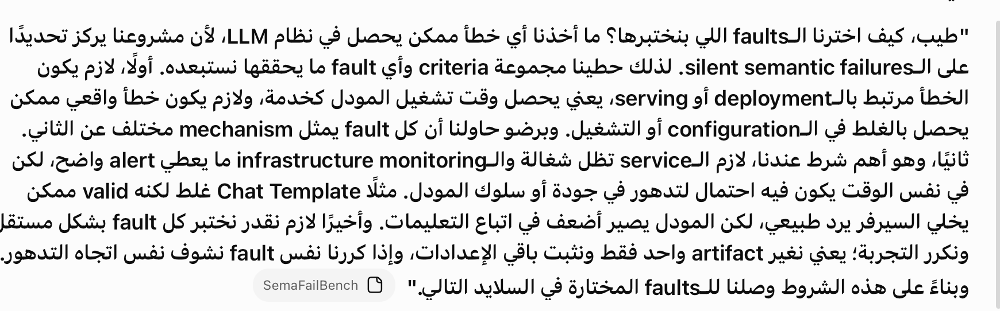 "طيب، كيف اخترنا الـfaults اللي بنختبرها؟ ما أخذنا أي خطأ ممكن يحصل في نظام LLM، لأن مشروعنا يركز تحديدًا
على الـsilent semantic failures. لذلك حطينا مجموعة criteria وأي fault ما يحققها نستبعده. أولًا، لازم يكون
الخطأ مرتبط بالـdeployment أو serving، يعني يحصل وقت تشغيل المودل كخدمة، ولازم يكون خطأ واقعي ممكن
يحصل بالغلط في الـconfiguration أو التشغيل. وبرضو حاولنا أن كل fault يمثل mechanism مختلف عن الثاني.
ثانيًا، وهو أهم شرط عندنا، لازم الـservice تظل شغالة والـinfrastructure monitoring ما يعطي alert واضح، لكن
في نفس الوقت يكون فيه احتمال لتدهور في جودة أو سلوك المودل. مثلًا Chat Template غلط لكنه valid ممكن
يخلي السيرفر يرد طبيعي، لكن المودل يصير أضعف في اتباع التعليمات. وأخيرًا لازم نقدر نختبر كل fault بشكل مستقل
ونكرر التجربة؛ يعني نغير artifact واحد فقط ونثبت باقي الإعدادات، وإذا كررنا نفس fault نشوف نفس اتجاه التدهور.
وبناءً على هذه الشروط وصلنا للـfaults المختارة في السلايد التالي." SemaFailBench